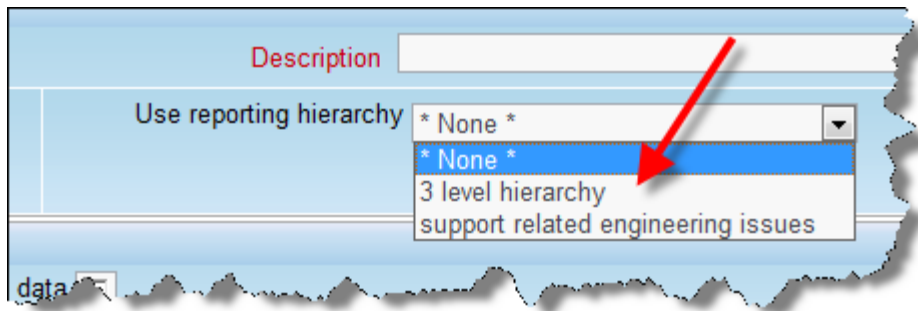 Description
Use reporting hierarchy * None *
* None *
3 level hierarchy
support related engineering issues
data